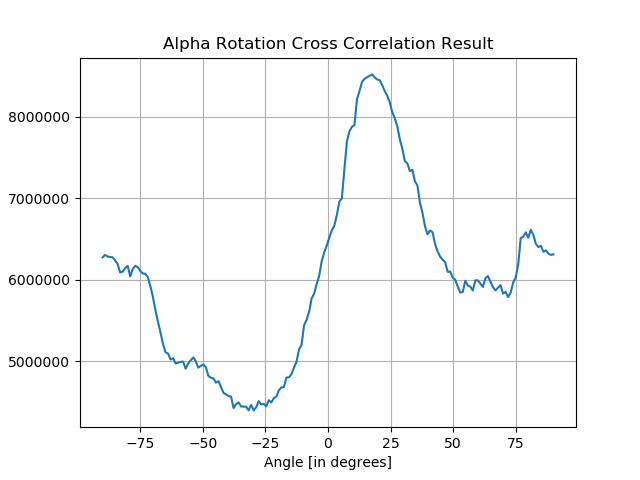 Alpha Rotation Cross Correlation Result
8000000
7000000
6000000
5000000
−75 −50 −25 0 25 50 75
Angle [in degrees]